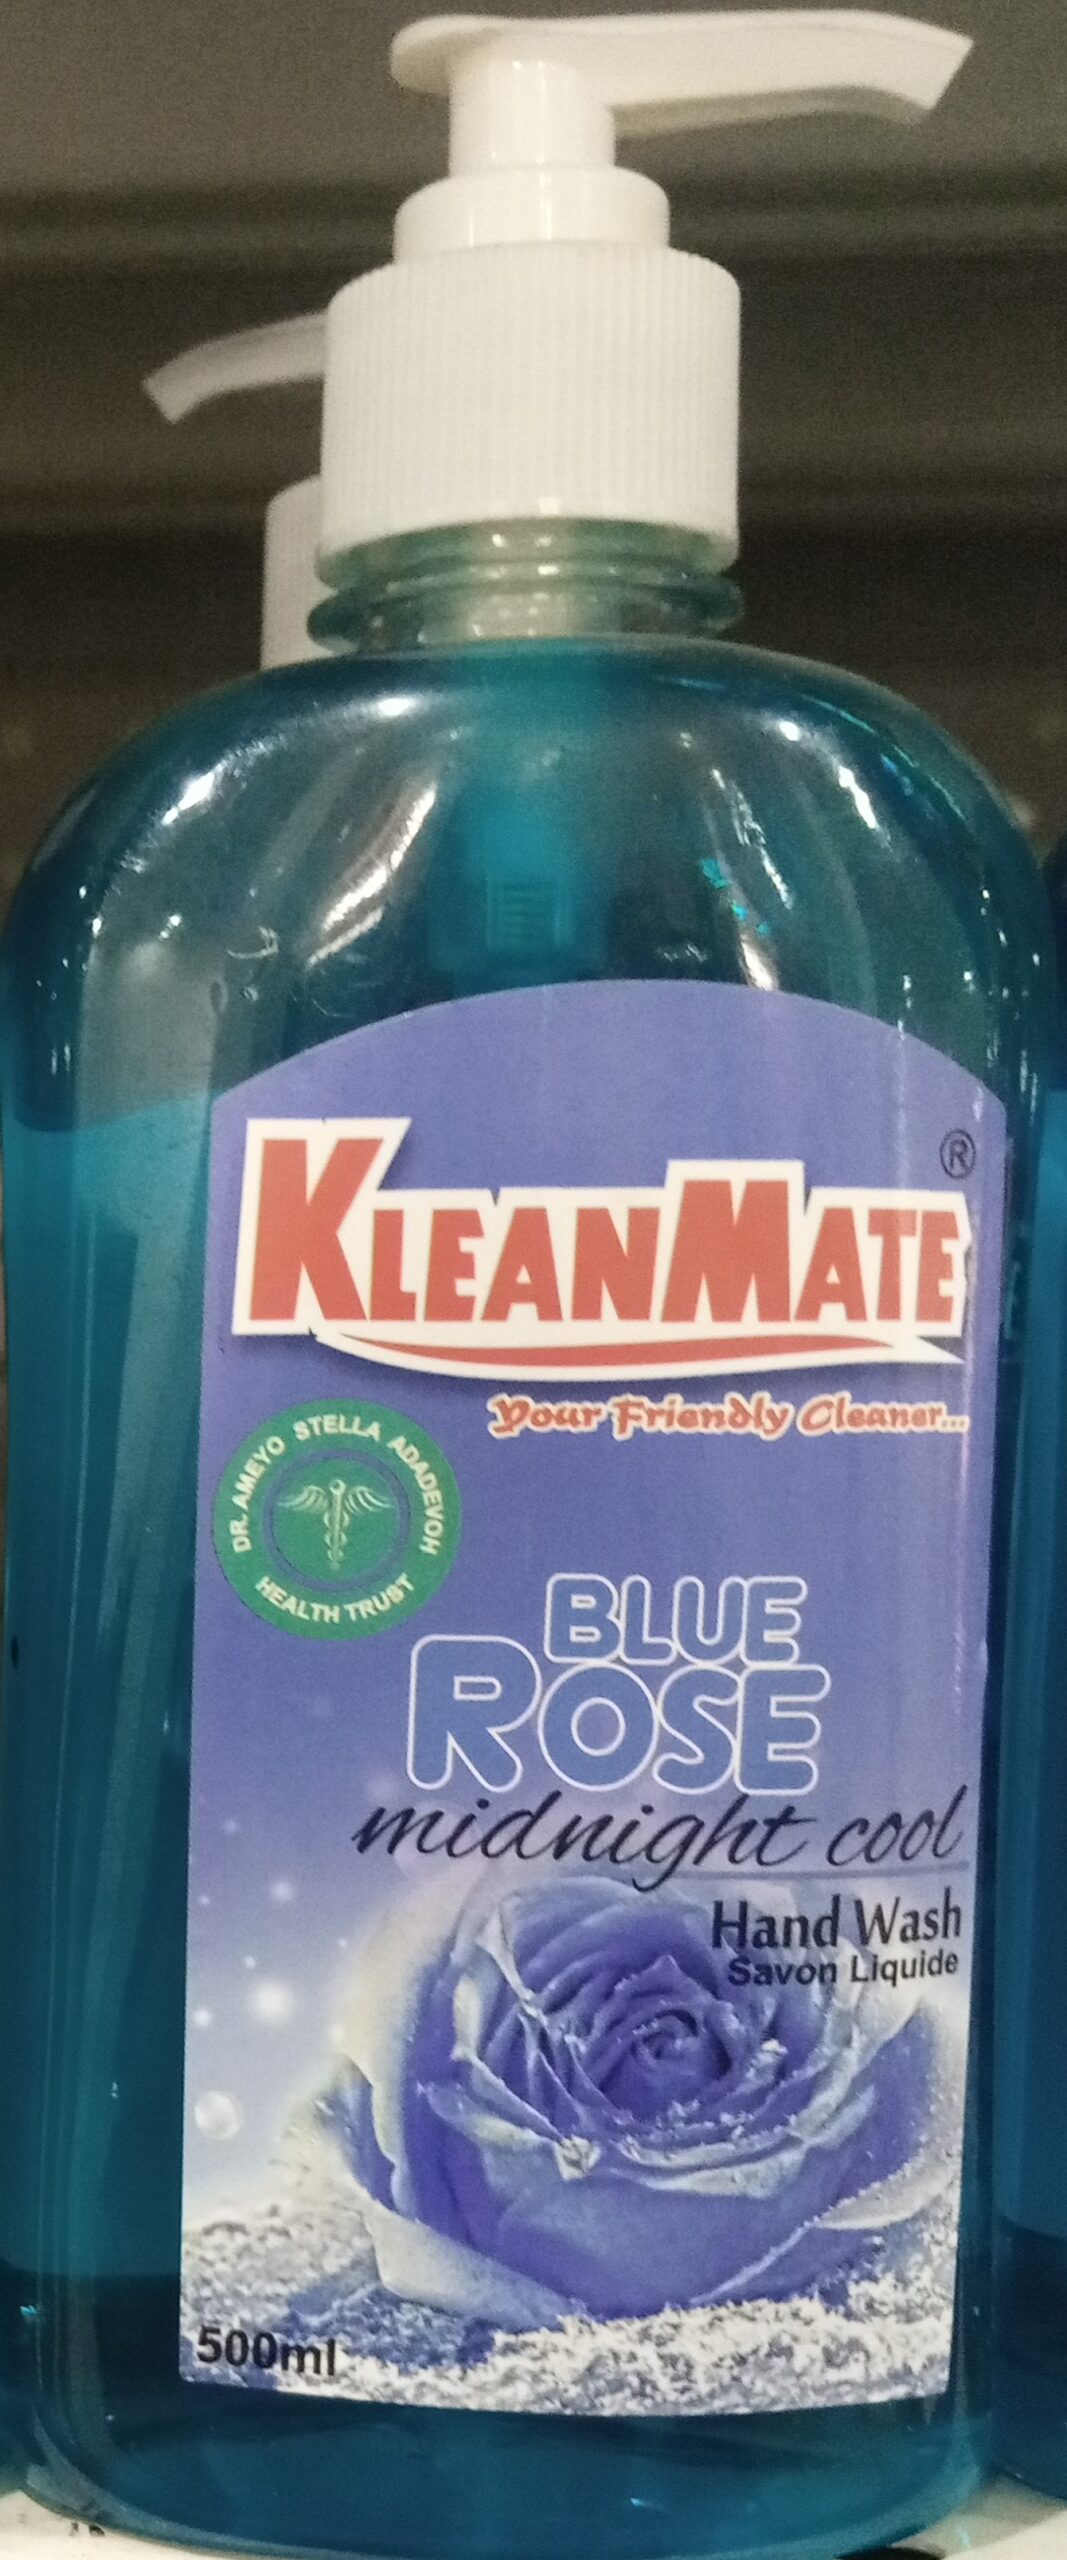 KLEANMATE ®
Your Friendly Cleaner...
DR. AMEYO STELLA ADADEVOH
HEALTH TRUST
BLUE
ROSE
midnight cool
Hand Wash
Savon Liquide
500ml